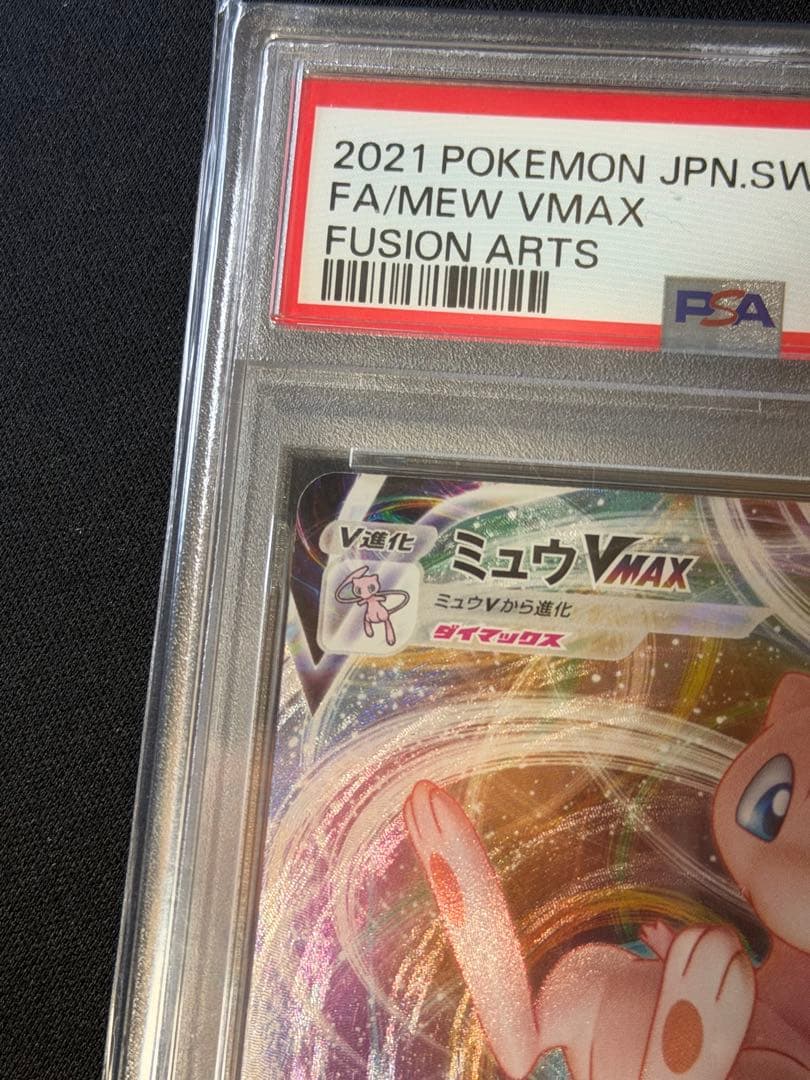 2021 POKEMON JPN.SW
FA/MEW VMAX
FUSION ARTS
PSA
V進化
ミュウVMAX
ミュウVから進化
ダイマックス